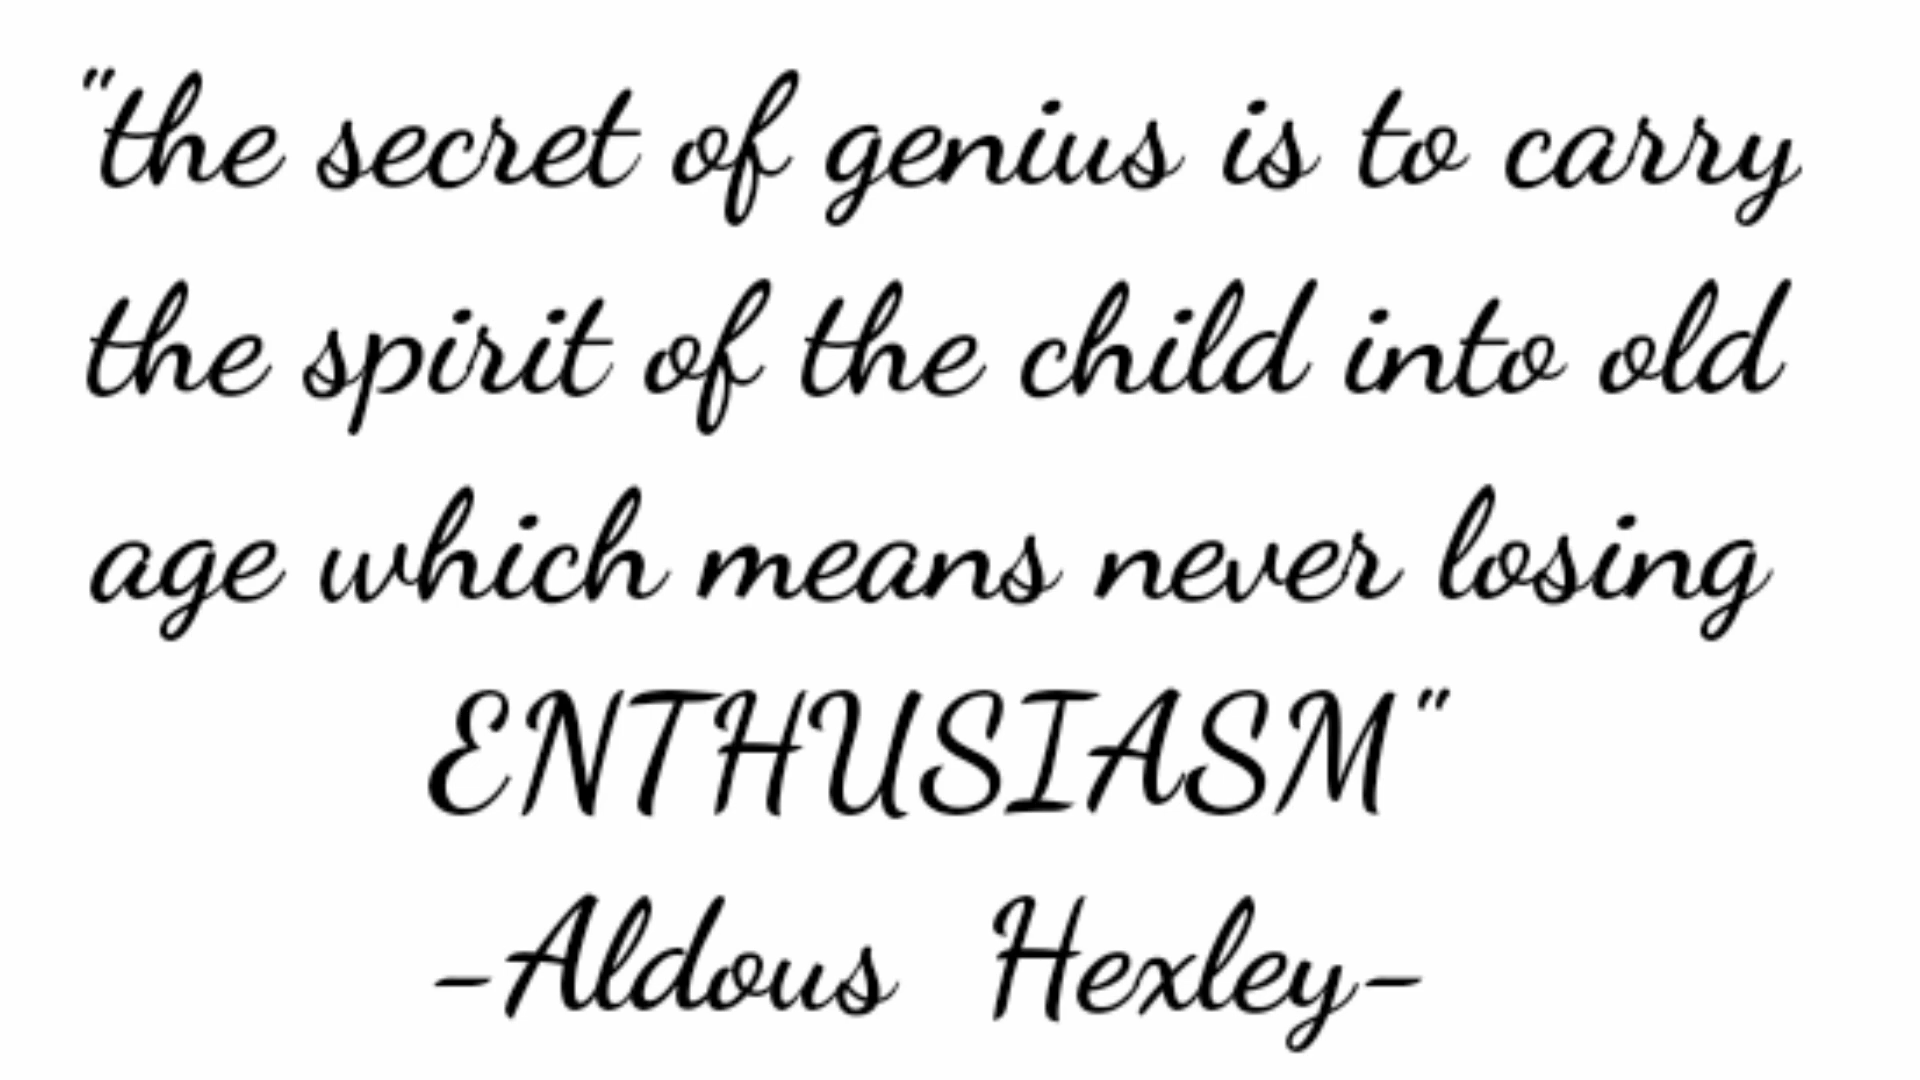 "the secret of genius is to carry
the spirit of the child into old
age which means never losing
ENTHUSIASM"
-Aldous Hexley-